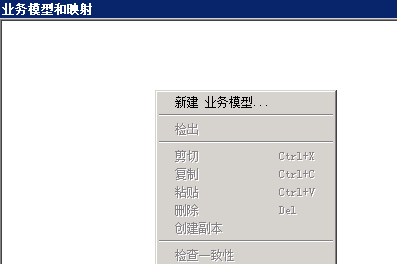 业务模型和映射
新建 业务模型...
检出
剪切 Ctrl+X
复制 Ctrl+C
粘贴 Ctrl+V
删除 Del
创建副本
检查一致性